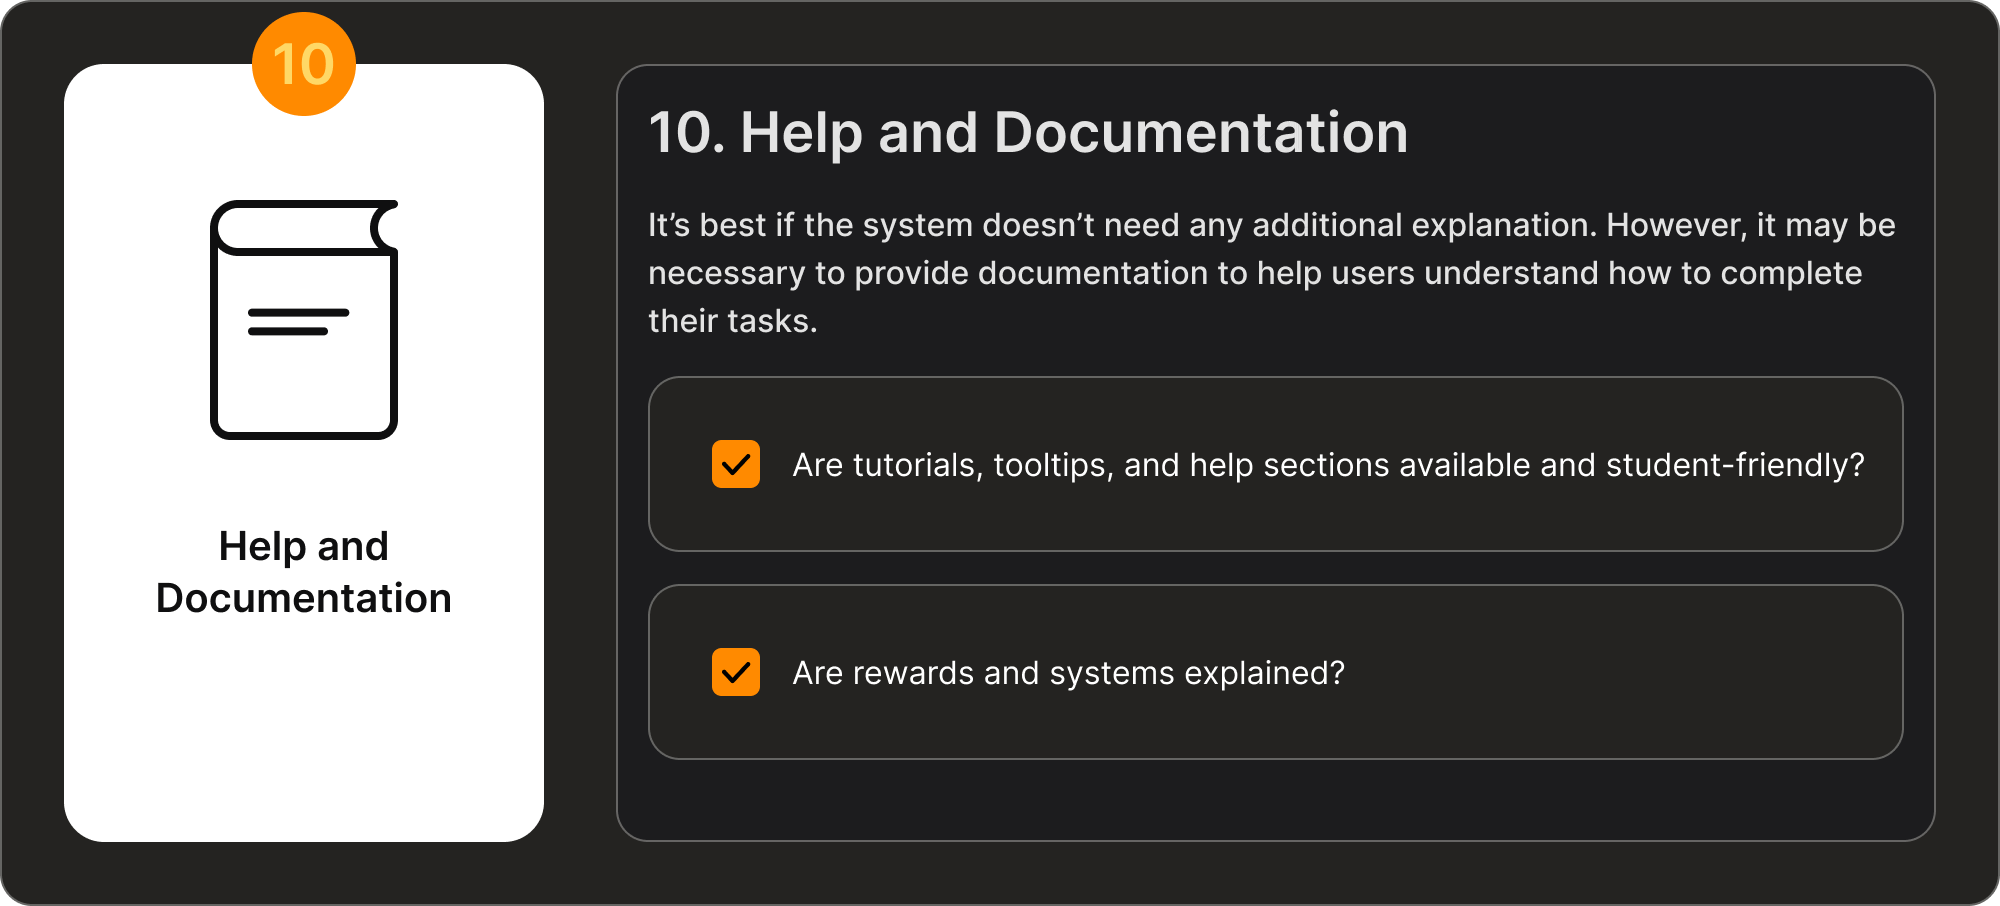 10
Help and
Documentation
10. Help and Documentation
It’s best if the system doesn’t need any additional explanation. However, it may be
necessary to provide documentation to help users understand how to complete
their tasks.
Are tutorials, tooltips, and help sections available and student-friendly?
Are rewards and systems explained?